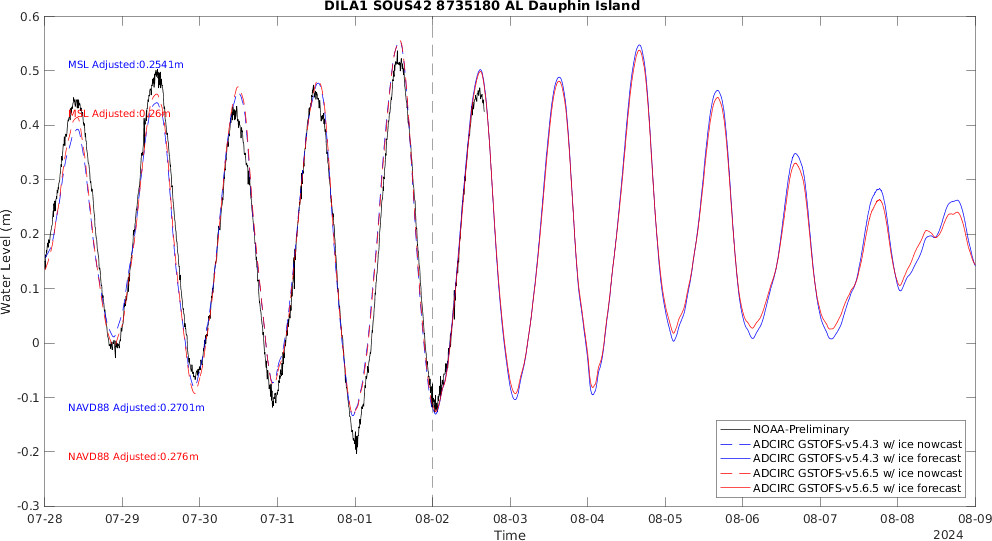 DILA1 SOUS42 8735180 AL Dauphin Island
Water Level (m)
0.6
0.5
0.4
0.3
0.2
0.1
0
-0.1
-0.2
-0.3
MSL Adjusted:0.2541m
MSL Adjusted:0.26m
NAVD88 Adjusted:0.2701m
NAVD88 Adjusted:0.276m
NOAA-Preliminary
ADCIRC GSTOFS-v5.4.3 w/ ice nowcast
ADCIRC GSTOFS-v5.4.3 w/ ice forecast
ADCIRC GSTOFS-v5.6.5 w/ ice nowcast
ADCIRC GSTOFS-v5.6.5 w/ ice forecast
07-28 07-29 07-30 07-31 08-01 08-02 08-03 08-04 08-05 08-06 08-07 08-08 08-09
Time
2024